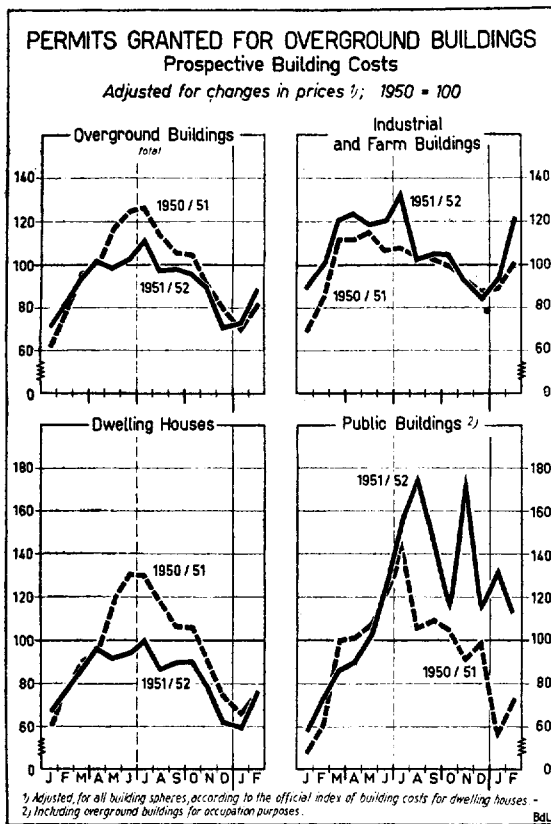 PERMITS GRANTED FOR OVERGROUND BUILDINGS
Prospective Building Costs
Adjusted for changes in prices 1); 1950 = 100
Overground Buildings
total
140
120
100
80
60
0
1950/51
1951/52
Industrial
and Farm Buildings
140
120
100
80
60
0
1951/52
1950/51
Dwelling Houses
180
160
140
120
100
80
60
0
1950/51
1951/52
J F M A M J J A S O N D J F
Public Buildings 2)
180
160
140
120
100
80
60
0
1951/52
1950/51
J F M A M J J A S O N D J F
1) Adjusted, for all building spheres, according to the official index of building costs for dwelling houses. -
2) Including overground buildings for occupation purposes.
BdL